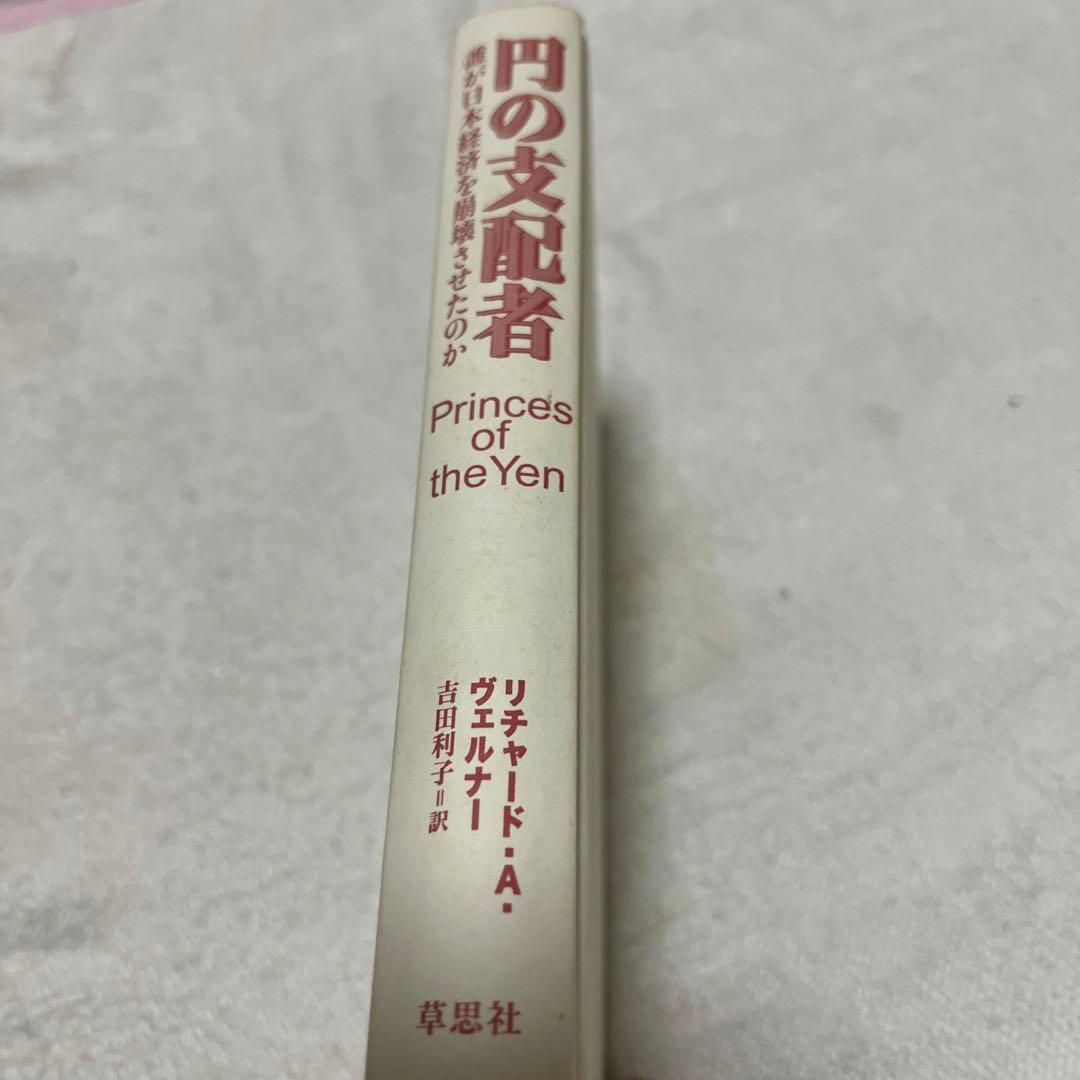 円の支配者
誰が日本経済を崩壊させたのか
Princes
of
the Yen
リチャード・A・
ヴェルナー
吉田利子=訳
草思社